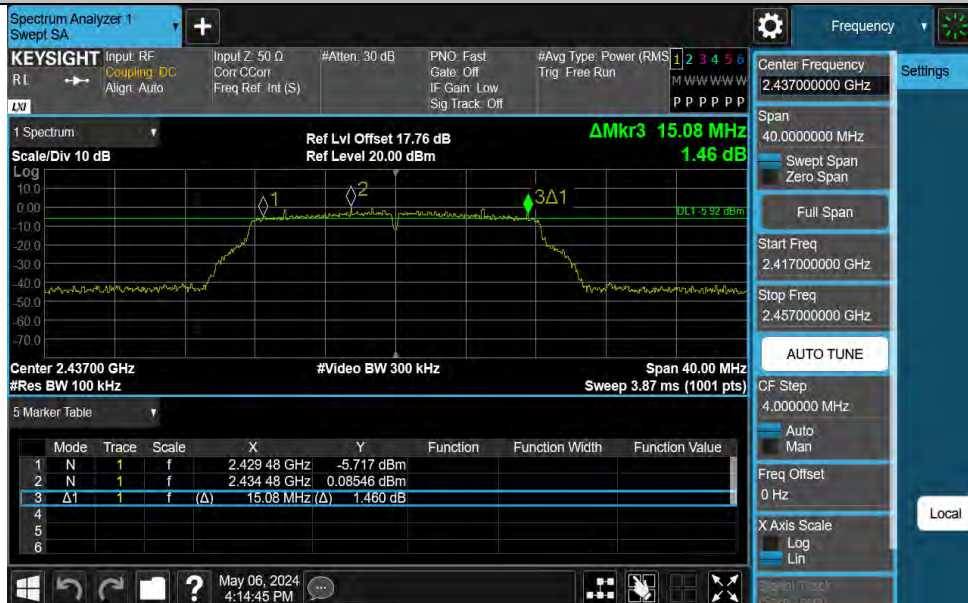 Spectrum Analyzer 1
Swept SA
+
Frequency
KEYSIGHT
RL
LXI
Input: RF
Coupling: DC
Align: Auto
Input Z: 50 Ω
Corr CCorr
Freq Ref: Int (S)
#Atten: 30 dB
PNO: Fast
Gate: Off
IF Gain: Low
Sig Track: Off
#Avg Type: Power (RMS
Trig: Free Run
1 2 3 4 5 6
M W W W W W
P P P P P P
1 Spectrum
Scale/Div 10 dB
Ref Lvl Offset 17.76 dB
Ref Level 20.00 dBm
ΔMkr3 15.08 MHz
1.46 dB
Log
10.0
0.00
-10.0
-20.0
-30.0
-40.0
-50.0
-60.0
-70.0
1
2
3Δ1
DL1 -5.92 dBm
Center 2.43700 GHz
#Res BW 100 kHz
#Video BW 300 kHz
Span 40.00 MHz
Sweep 3.87 ms (1001 pts)
5 Marker Table
Mode Trace Scale X Y Function Function Width Function Value
1 N 1 f 2.429 48 GHz -5.717 dBm
2 N 1 f 2.434 48 GHz 0.08546 dBm
3 Δ1 1 f (Δ) 15.08 MHz (Δ) 1.460 dB
4
5
6
?
May 06, 2024
4:14:45 PM
Center Frequency
2.437000000 GHz
Span
40.0000000 MHz
Swept Span
Zero Span
Full Span
Start Freq
2.417000000 GHz
Stop Freq
2.457000000 GHz
AUTO TUNE
CF Step
4.000000 MHz
Auto
Man
Freq Offset
0 Hz
X Axis Scale
Log
Lin
Signal Track
Settings
Local